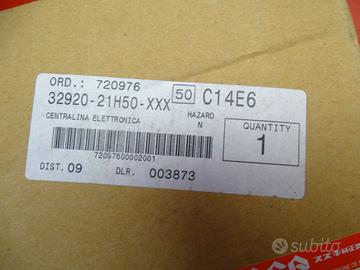 ORD.: 720976
32920-21H50-XXX 50 C14E6
CENTRALINA ELETTRONICA
HAZARD
N
QUANTITY
1
72097600002001
DIST. 09 DLR. 003873
subito